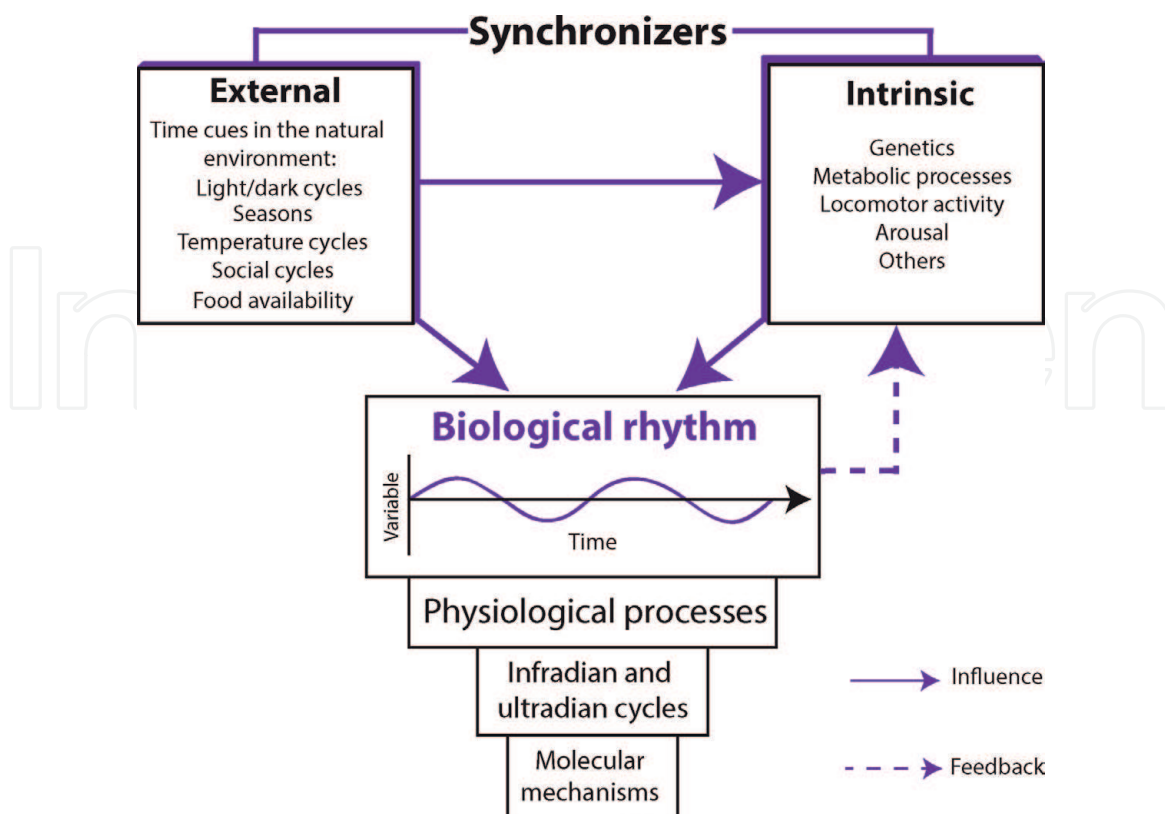 Synchronizers
External
Time cues in the natural
environment:
Light/dark cycles
Seasons
Temperature cycles
Social cycles
Food availability
Intrinsic
Genetics
Metabolic processes
Locomotor activity
Arousal
Others
Biological rhythm
Variable
Time
Physiological processes
Infradian and
ultradian cycles
Molecular
mechanisms
Influence
Feedback